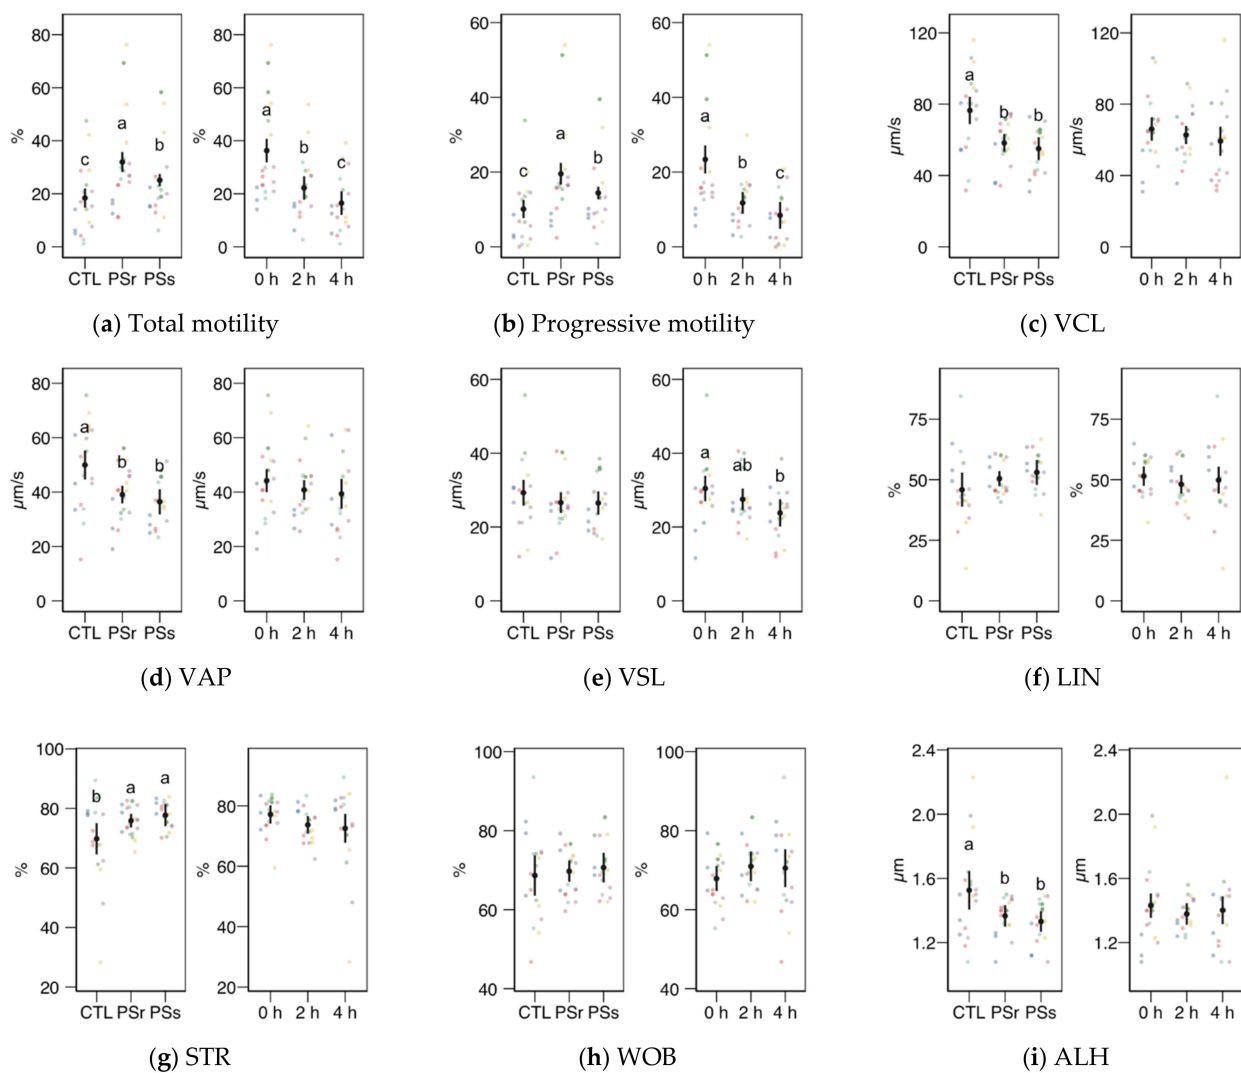 80
60
40
20
0
%
c
a
b
CTL PSr PSs
80
60
40
20
0
%
a
b
c
0 h 2 h 4 h
(a) Total motility
60
40
20
0
%
c
a
b
CTL PSr PSs
60
40
20
0
%
a
b
c
0 h 2 h 4 h
(b) Progressive motility
120
80
40
0
µm/s
a
b
b
CTL PSr PSs
120
80
40
0
µm/s
0 h 2 h 4 h
(c) VCL
80
60
40
20
0
µm/s
a
b
b
CTL PSr PSs
80
60
40
20
0
µm/s
0 h 2 h 4 h
(d) VAP
60
40
20
0
µm/s
CTL PSr PSs
60
40
20
0
µm/s
a
ab
b
0 h 2 h 4 h
(e) VSL
75
50
25
0
%
CTL PSr PSs
75
50
25
0
%
0 h 2 h 4 h
(f) LIN
100
80
60
40
20
%
b
a
a
CTL PSr PSs
80
60
40
20
%
0 h 2 h 4 h
(g) STR
100
80
60
40
%
CTL PSr PSs
100
80
60
40
%
0 h 2 h 4 h
(h) WOB
2.4
2.0
1.6
1.2
µm
a
b
b
CTL PSr PSs
2.4
2.0
1.6
1.2
µm
0 h 2 h 4 h
(i) ALH